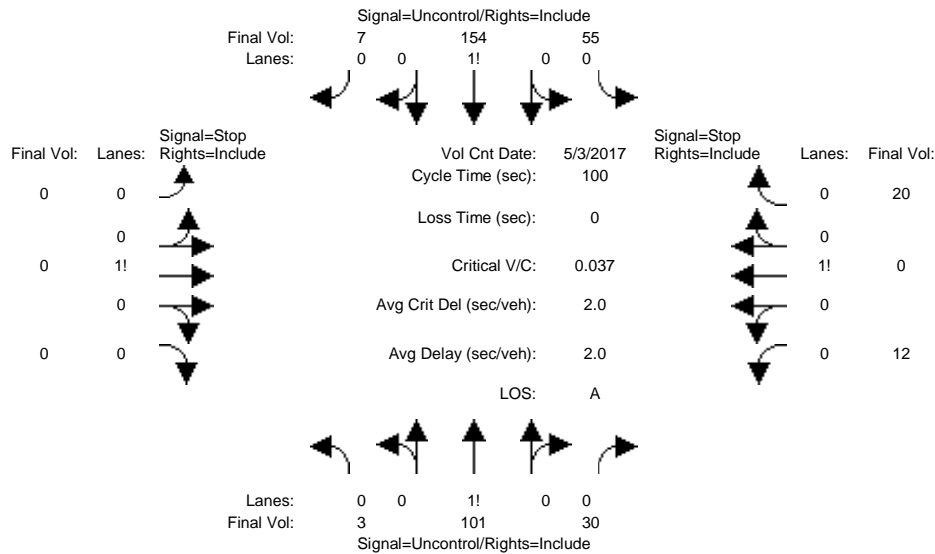 Signal=Uncontrol/Rights=Include
Final Vol: 7 154 55
Lanes: 0 0 1! 0 0
Signal=Stop
Final Vol: Lanes: Rights=Include
Vol Cnt Date: 5/3/2017
Signal=Stop
Rights=Include Lanes: Final Vol:
Cycle Time (sec): 100
0 0
0 20
Loss Time (sec): 0
0
0
0 1!
Critical V/C: 0.037
1! 0
0
Avg Crit Del (sec/veh): 2.0
0
0 0
Avg Delay (sec/veh): 2.0
0 12
LOS: A
Lanes: 0 0 1! 0 0
Final Vol: 3 101 30
Signal=Uncontrol/Rights=Include